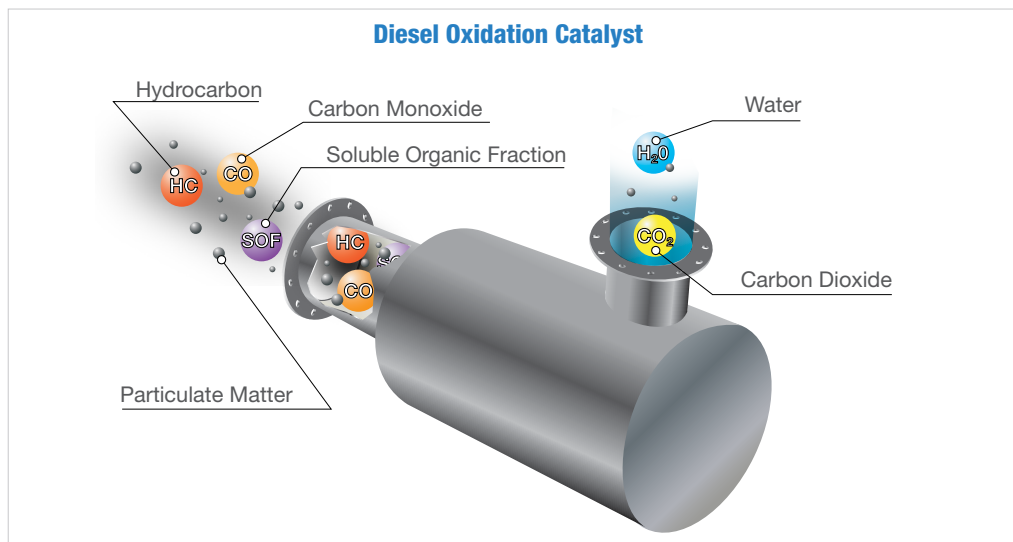 Diesel Oxidation Catalyst
Hydrocarbon
Carbon Monoxide
Soluble Organic Fraction
Water
HC
CO
SOF
H₂0
HC
CO
CO₂
Carbon Dioxide
Particulate Matter